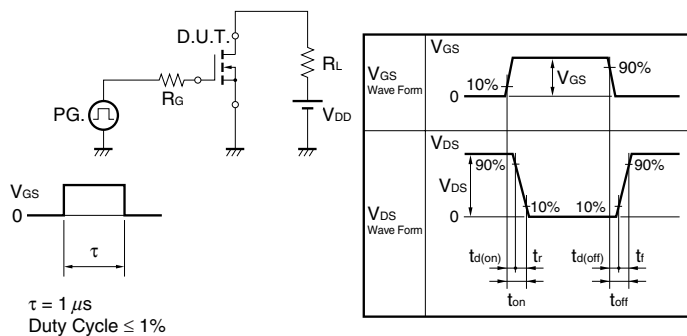 D.U.T.
RL
RG
PG.
VDD
VGS
0
τ
τ = 1 μs
Duty Cycle ≤ 1%
VGS
Wave Form
VGS
90%
10%
VGS
0
VDS
Wave Form
VDS
90%
90%
VDS
10%
10%
0
td(on)
tr
td(off)
tf
ton
toff